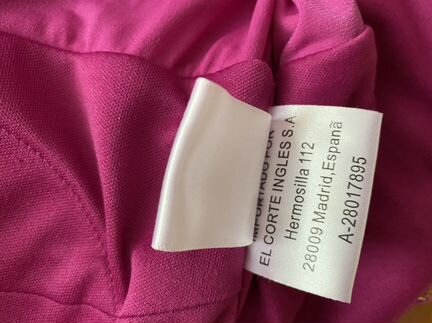 IMPORTADO POR
EL CORTE INGLES S.A
Hermosilla 112
28009 Madrid,Españã
A-28017895